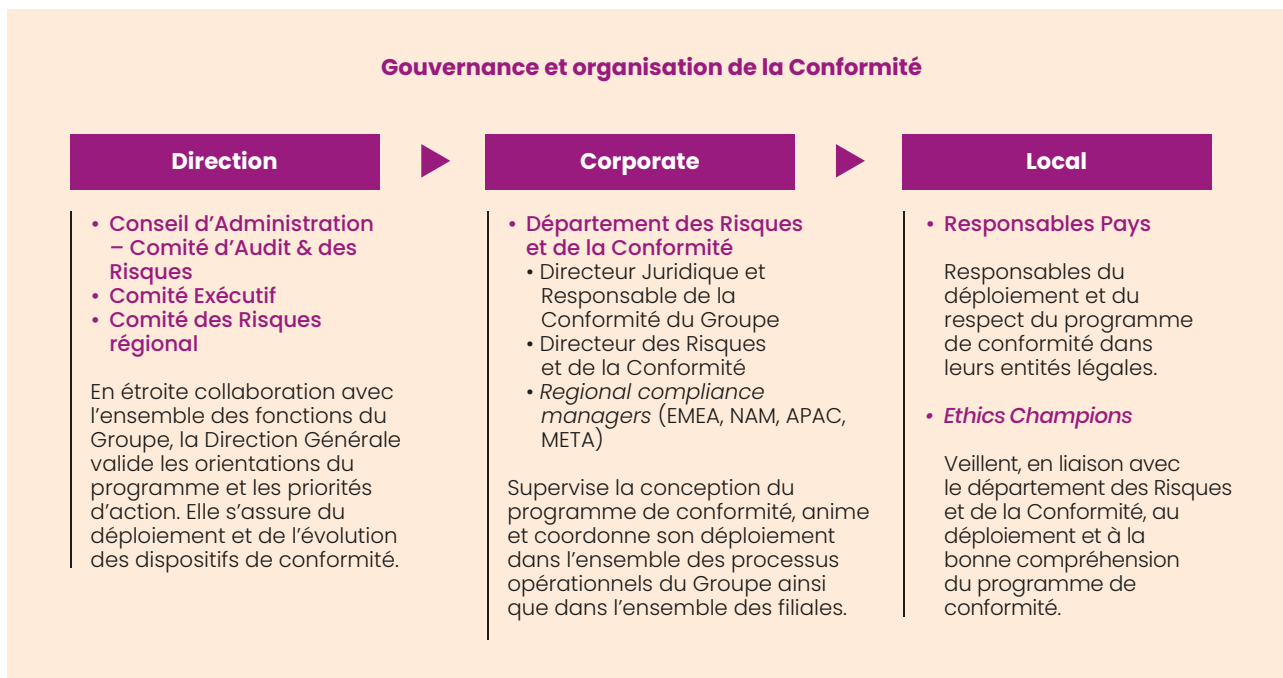 Gouvernance et organisation de la Conformité
Direction
• Conseil d’Administration
– Comité d’Audit & des
Risques
• Comité Exécutif
• Comité des Risques
régional
En étroite collaboration avec
l’ensemble des fonctions du
Groupe, la Direction Générale
valide les orientations du
programme et les priorités
d’action. Elle s’assure du
déploiement et de l’évolution
des dispositifs de conformité.
Corporate
• Département des Risques
et de la Conformité
• Directeur Juridique et
Responsable de la
Conformité du Groupe
• Directeur des Risques
et de la Conformité
• Regional compliance
managers (EMEA, NAM, APAC,
META)
Supervise la conception du
programme de conformité, anime
et coordonne son déploiement
dans l’ensemble des processus
opérationnels du Groupe ainsi
que dans l’ensemble des filiales.
Local
• Responsables Pays
Responsables du
déploiement et du
respect du programme
de conformité dans
leurs entités légales.
• Ethics Champions
Veillent, en liaison avec
le département des Risques
et de la Conformité, au
déploiement et à la
bonne compréhension
du programme de
conformité.